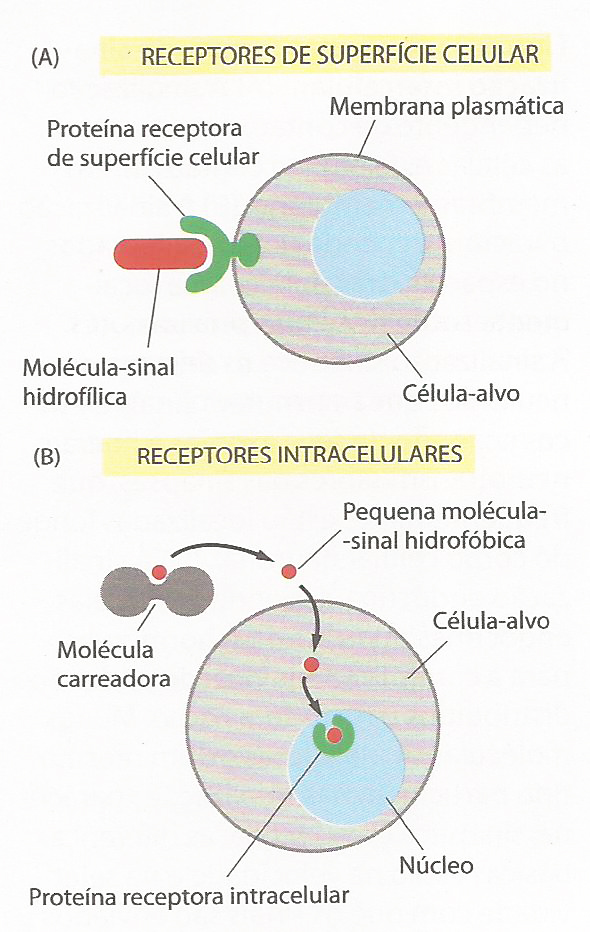 (A) RECEPTORES DE SUPERFÍCIE CELULAR
Membrana plasmática
Proteína receptora
de superfície celular
Molécula-sinal
hidrofílica
Célula-alvo
(B) RECEPTORES INTRACELULARES
Pequena molécula-
-sinal hidrofóbica
Célula-alvo
Molécula
carreadora
Núcleo
Proteína receptora intracelular